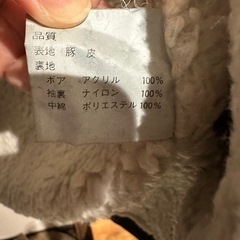 品質
表地 豚 皮
裏地
ボア アクリル 100%
袖裏 ナイロン 100%
中綿 ポリエステル 100%